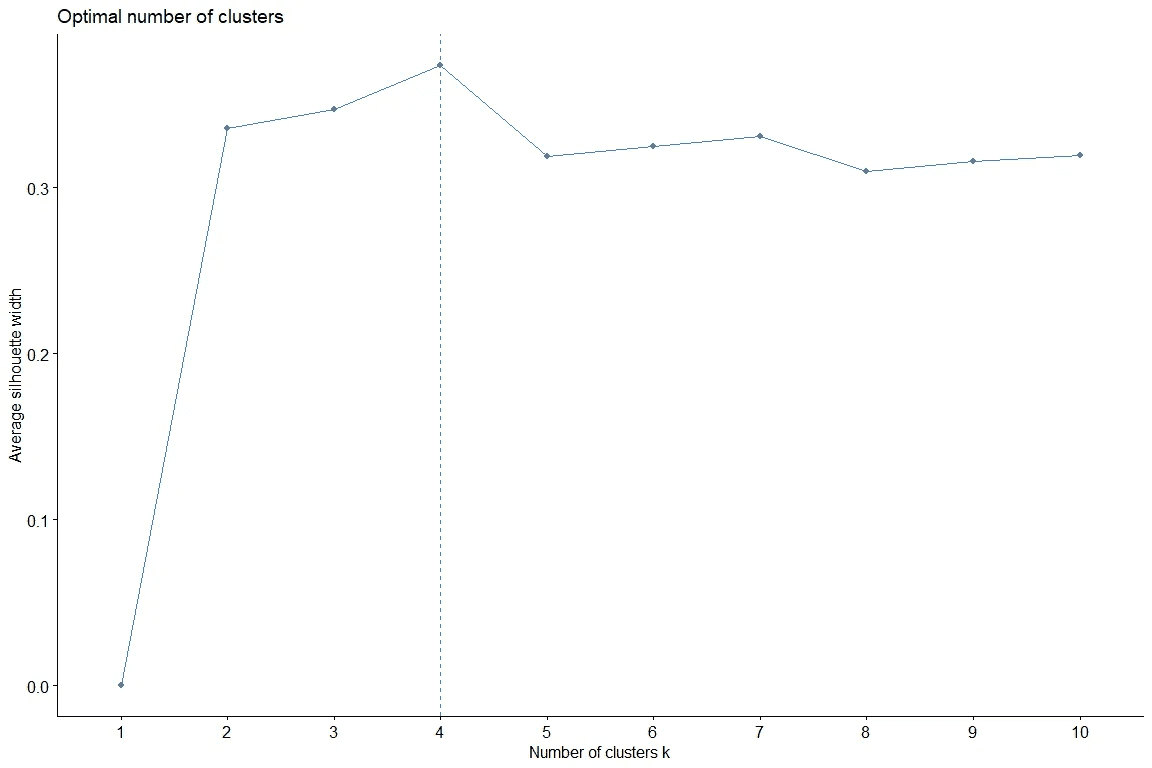 Optimal number of clusters
Average silhouette width
0.3
0.2
0.1
0.0
1 2 3 4 5 6 7 8 9 10
Number of clusters k